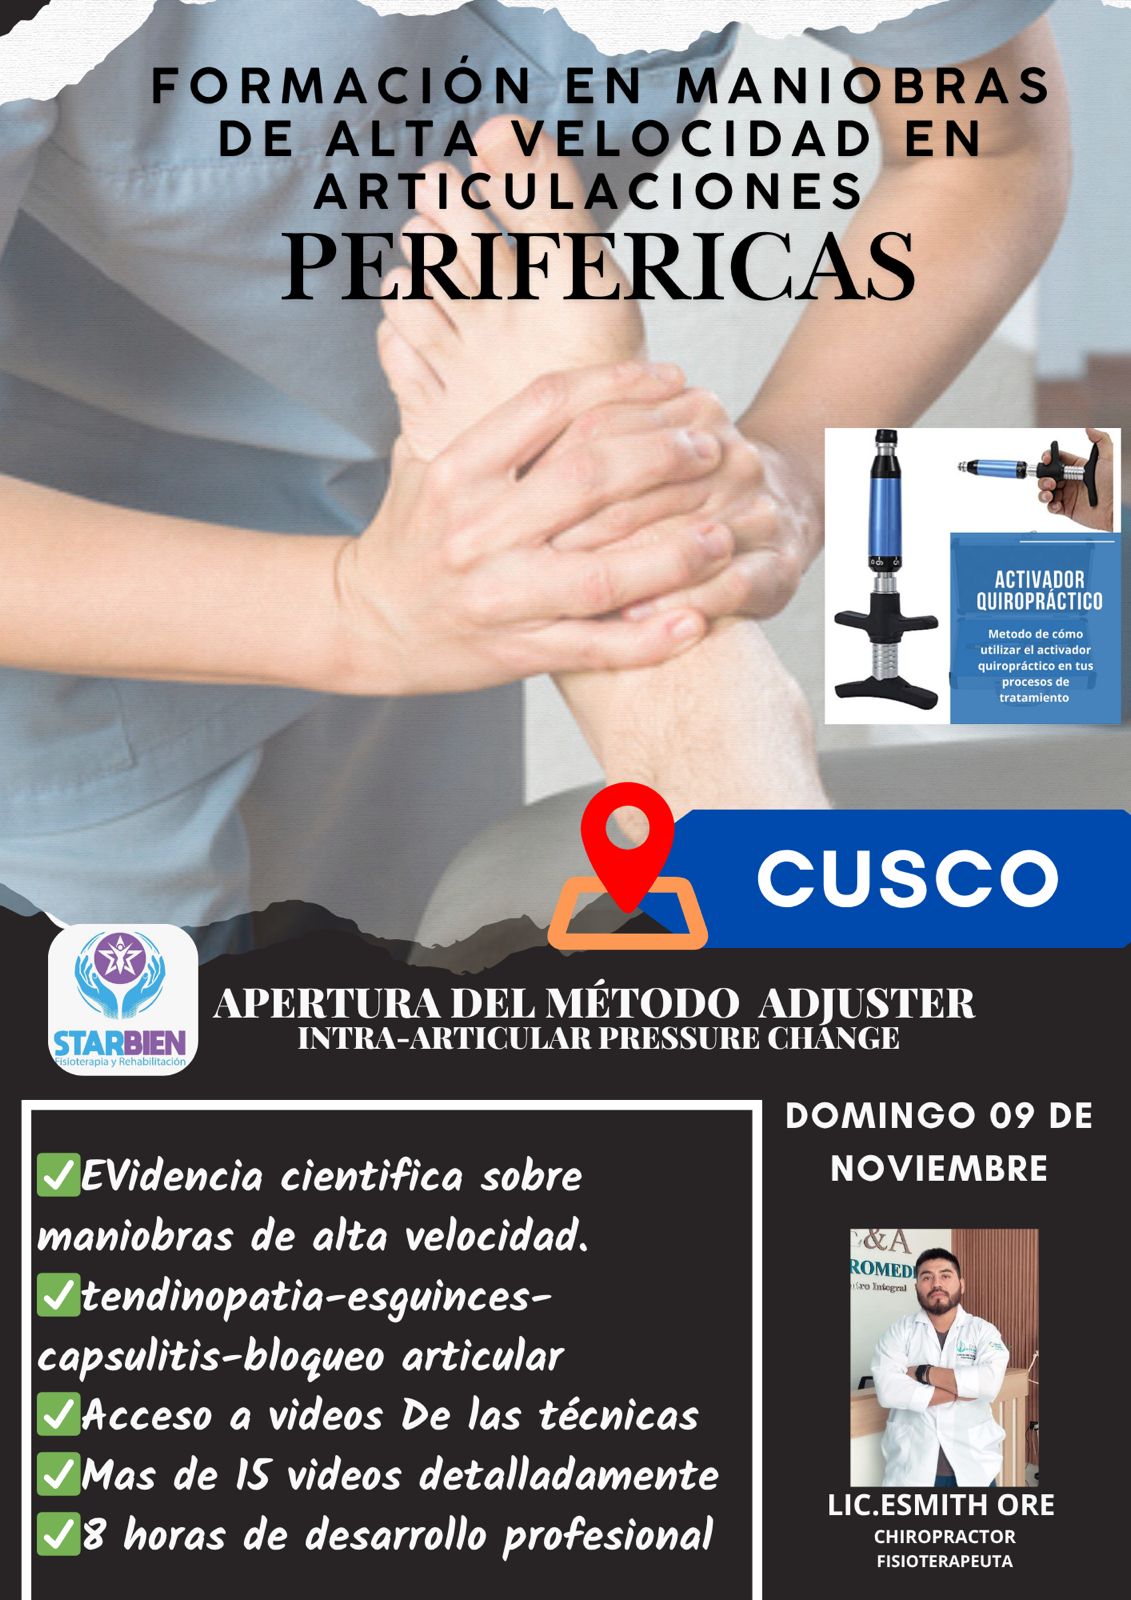 FORMACIÓN EN MANIOBRAS
DE ALTA VELOCIDAD EN
ARTICULACIONES
PERIFERICAS
ACTIVADOR
QUIROPRÁCTICO
Metodo de cómo
utilizar el activador
quiropráctico en tus
procesos de
tratamiento
CUSCO
STARBIEN
Fisioterapia y Rehabilitación
APERTURA DEL MÉTODO ADJUSTER
INTRA-ARTICULAR PRESSURE CHANGE
DOMINGO 09 DE
NOVIEMBRE
✅EVidencia cientifica sobre
maniobras de alta velocidad.
✅tendinopatia-esguinces-
capsulitis-bloqueo articular
✅Acceso a videos De las técnicas
✅Mas de 15 videos detalladamente
✅8 horas de desarrollo profesional
&A
ROMEDI
Integral
LIC.ESMITH ORE
CHIROPRACTOR
FISIOTERAPEUTA